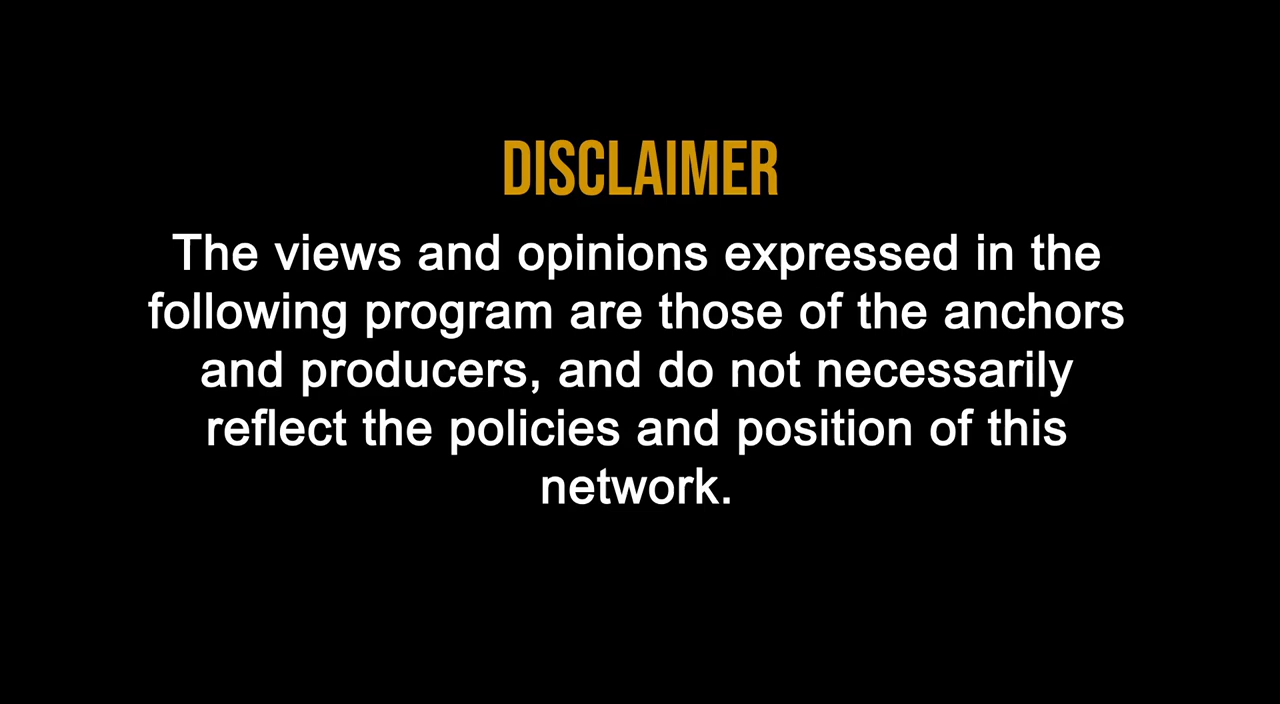 DISCLAIMER
The views and opinions expressed in the
following program are those of the anchors
and producers, and do not necessarily
reflect the policies and position of this
network.